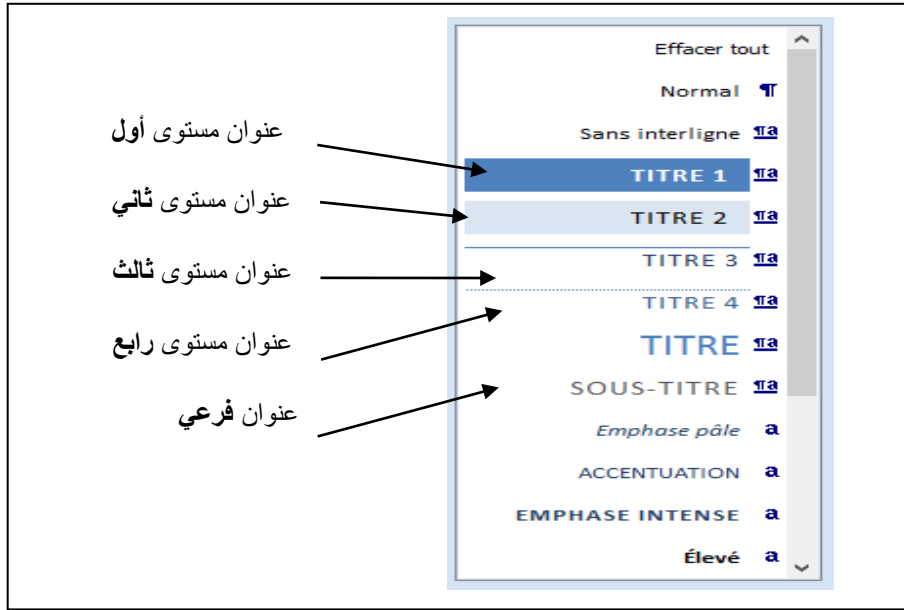 Effacer tout
Normal ¶
Sans interligne ¶a
TITRE 1 ¶a
TITRE 2 ¶a
TITRE 3 ¶a
TITRE 4 ¶a
TITRE ¶a
SOUS-TITRE ¶a
Emphase pâle a
ACCENTUATION a
EMPHASE INTENSE a
Élevé a
عنوان مستوى أول
عنوان مستوى ثاني
عنوان مستوى ثالث
عنوان مستوى رابع
عنوان فرعي